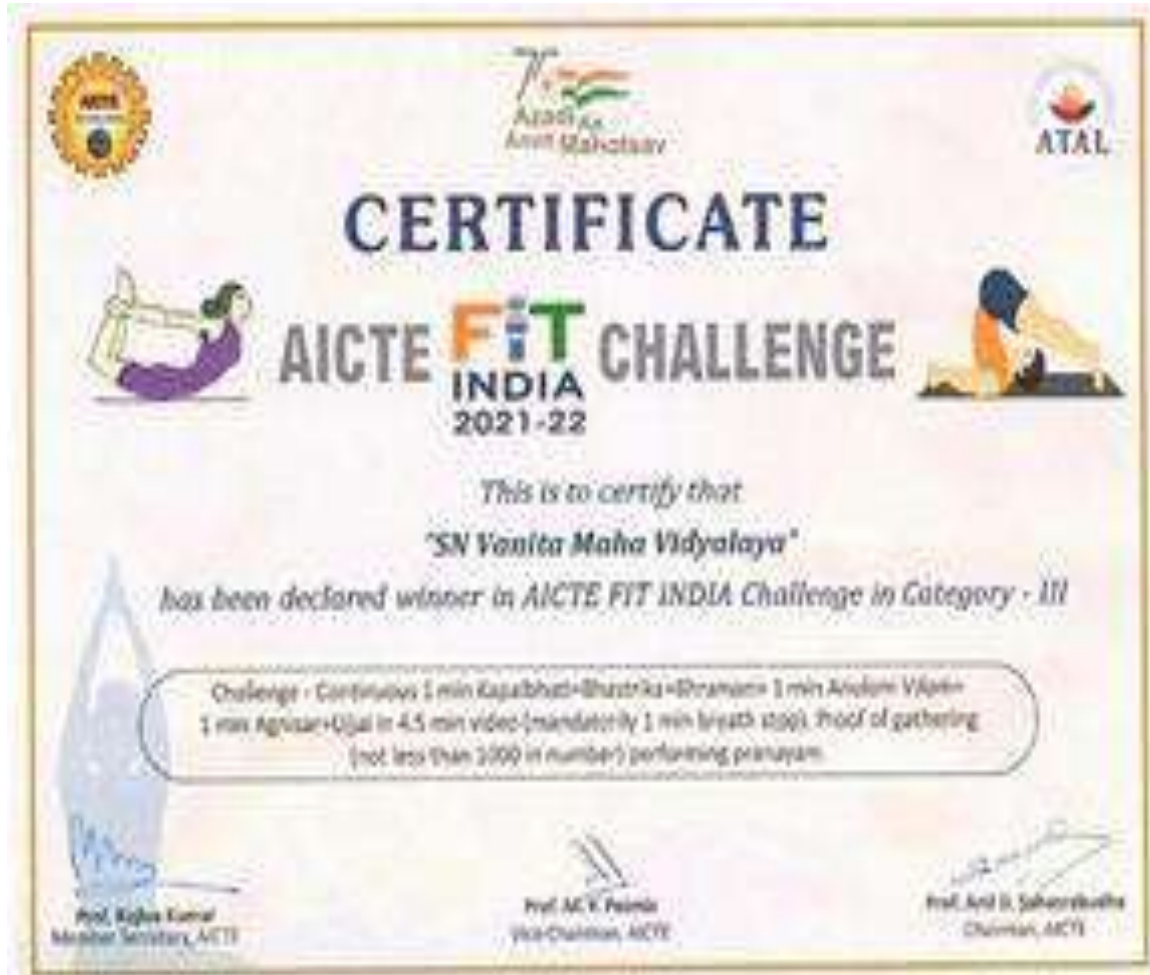 AICTE
Azadi Ka
Amrit Mahotsav
ATAL
CERTIFICATE
AICTE FiT CHALLENGE
INDIA
2021-22
This is to certify that
"SN Vanita Maha Vidyalaya"
has been declared winner in AICTE FIT INDIA Challenge in Category - III
Challenge - Continuous 1 min Kapalbhati+Bhastrika+Bhramari+ 1 min Anulom Vilom+
1 min Agnisar+Ujjai in 4.5 min video (mandatorily 1 min breath stop). Proof of gathering
(not less than 1000 in number) performing pranayam.
Prof. Rajive Kumar
Member Secretary, AICTE
Prof. M. P. Poonia
Vice-Chairman, AICTE
Prof. Anil D. Sahasrabudhe
Chairman, AICTE